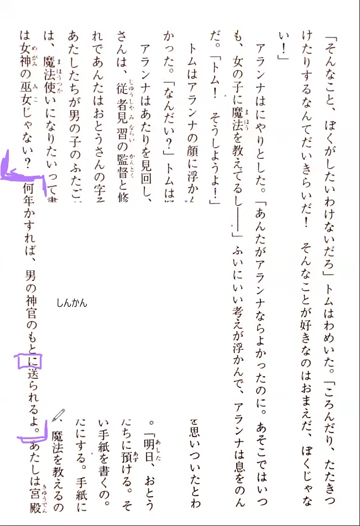 「そんなこと、ぼくがしたいわけないだろ」トムはわめいた。「ころんだり、たたきつ
けたりするなんてだいきらいだ! そんなことが好きなのはおまえだ、ぼくじゃな
い!」
アランナはにやりとした。「あんたがアランナならよかったのに。あそこではいつ
も、女の子に魔法を教えてるし――」ふいにいい考えが浮かんで、アランナは息をのん
だ。「トム! そうしようよ!」
トムはアランナの顔に浮か を思いついたとわ
かった。「なんだい?」トムは
アランナはあたりを見回し、 。「明日、おとう
さんは、従者見習の監督と修 たちに預ける。そ
れであんたはおとうさんの字 い手紙を書くの。
あたしたちが男の子のふたご にする。手紙に
は、魔法使いになりたいって 魔法を教えるの
は女神の巫女じゃない? 何年かすれば、男の神官のもとに送られるよ。あたしは宮殿
しんかん